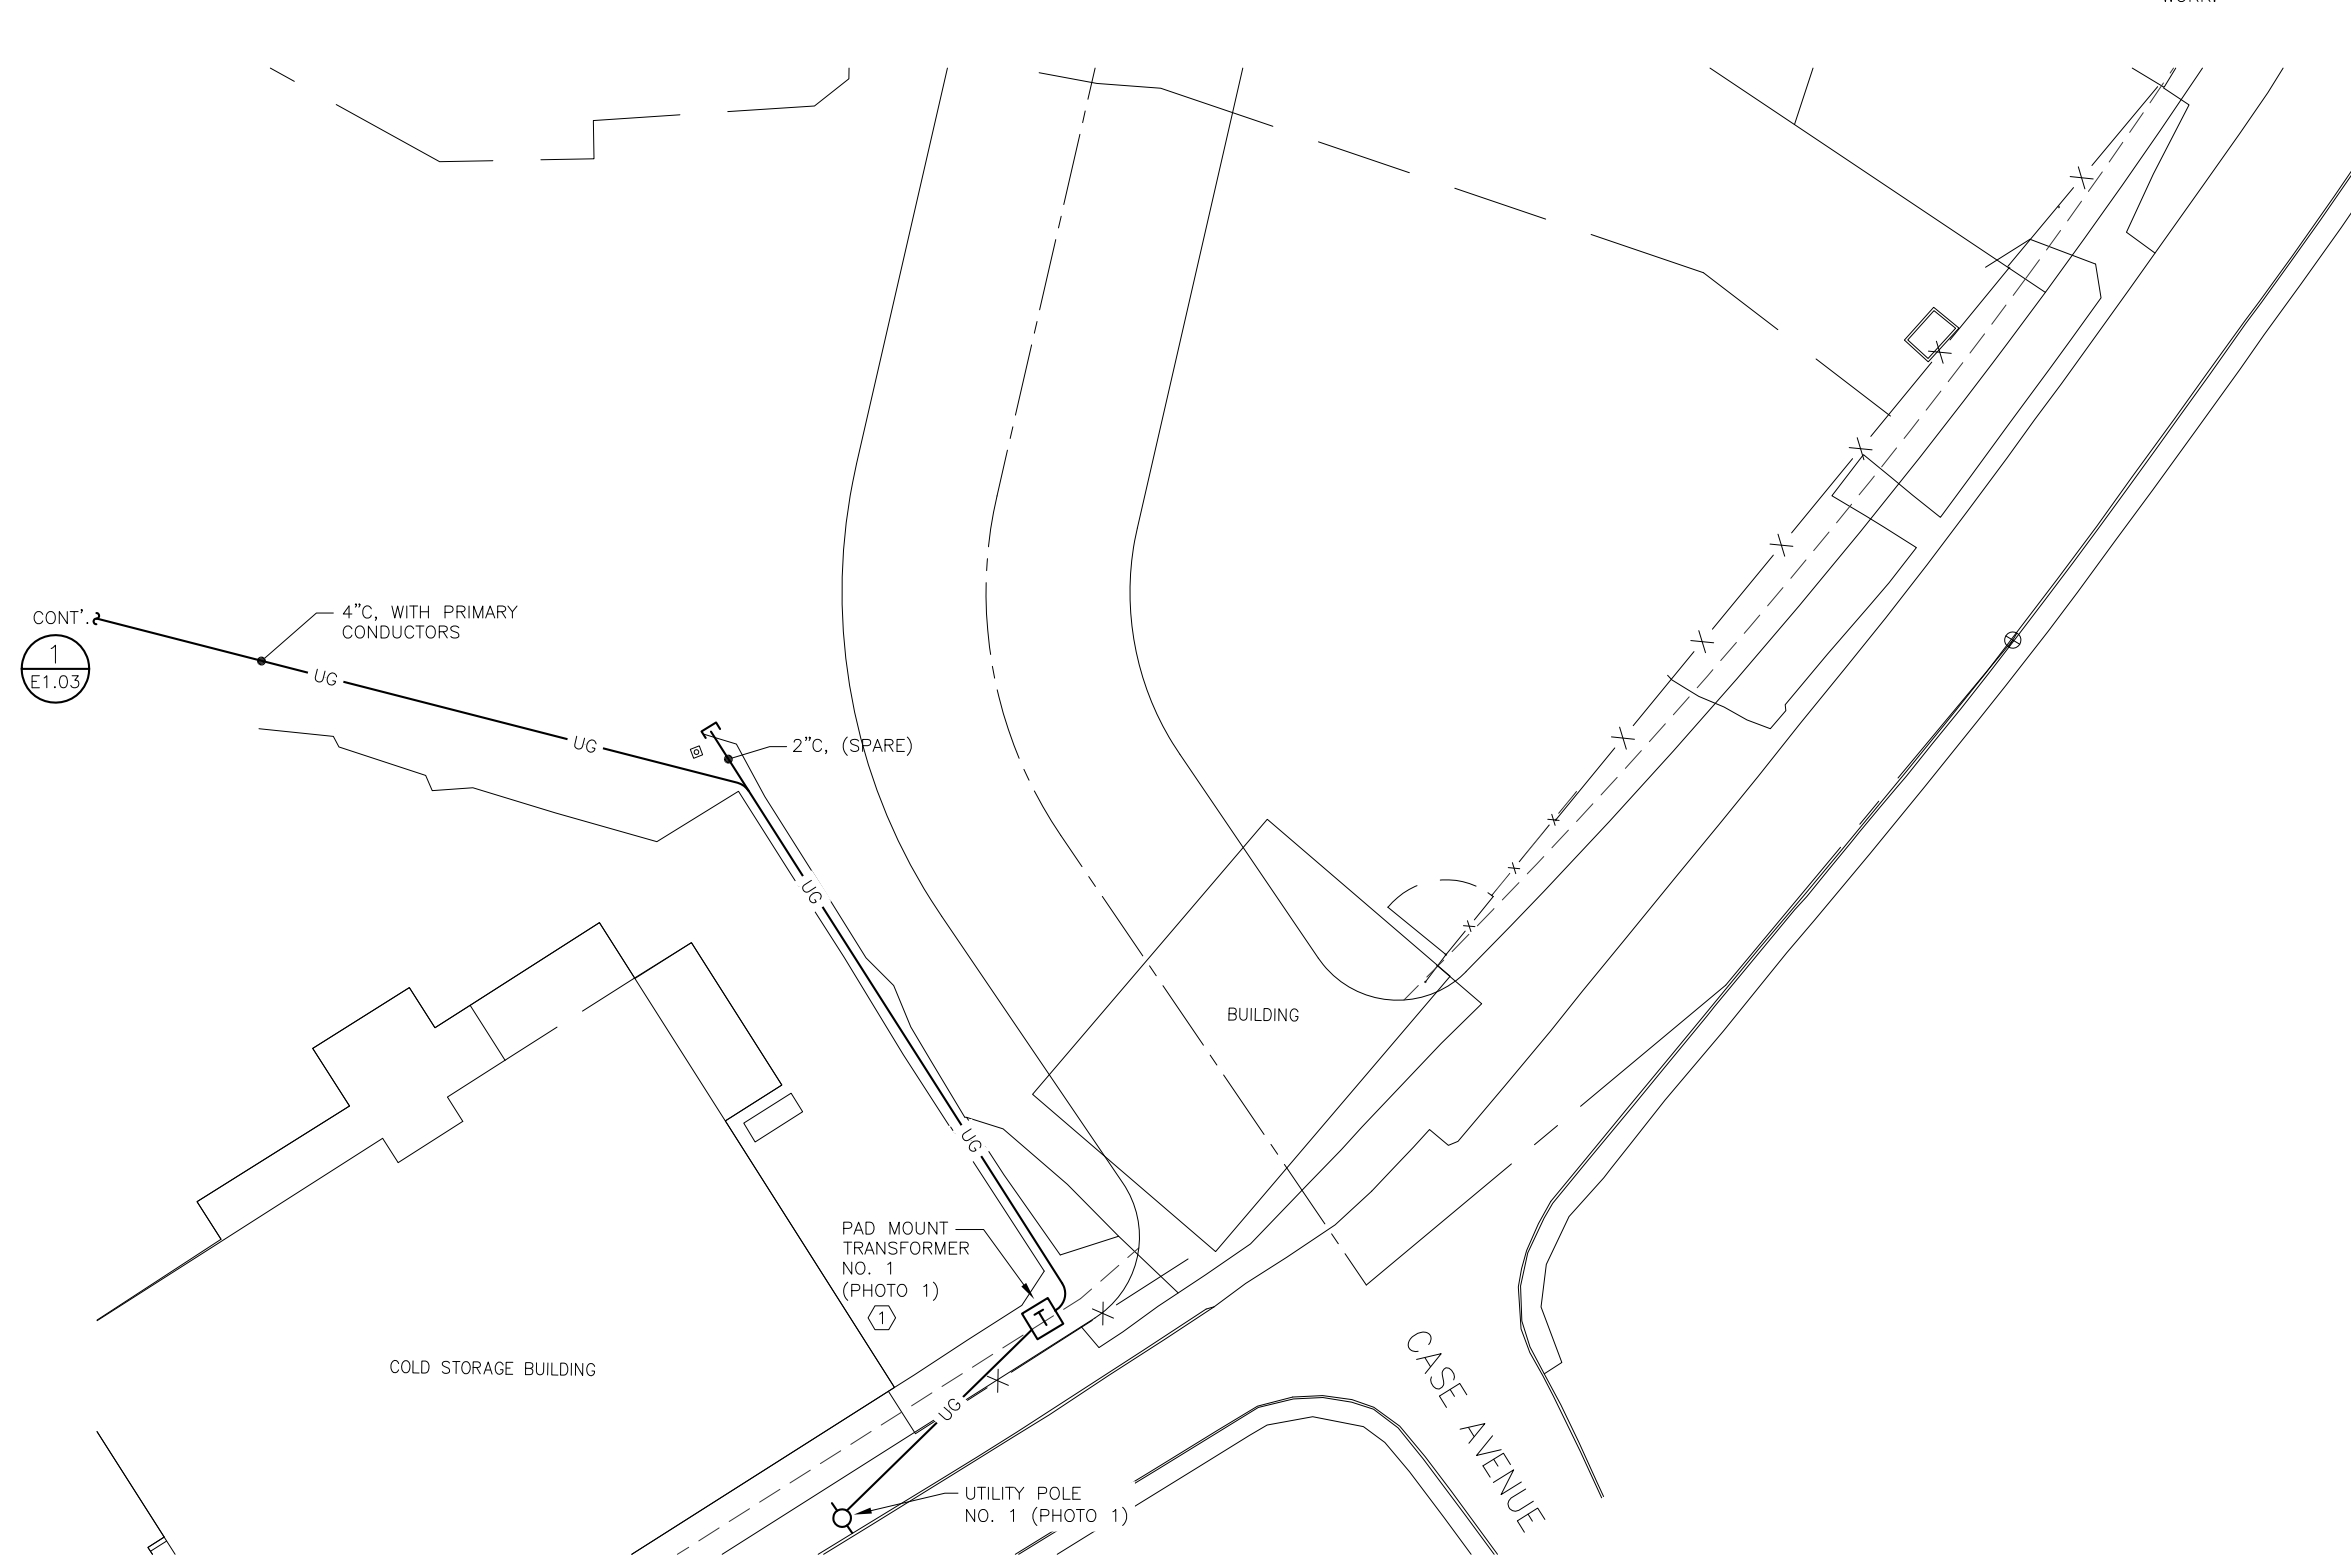 CONT'.
1
E1.03
4"C, WITH PRIMARY
CONDUCTORS
UG
UG
2"C, (SPARE)
UG
BUILDING
UG
PAD MOUNT
TRANSFORMER
NO. 1
(PHOTO 1)
1
T
COLD STORAGE BUILDING
UG
CASE AVENUE
UTILITY POLE
NO. 1 (PHOTO 1)